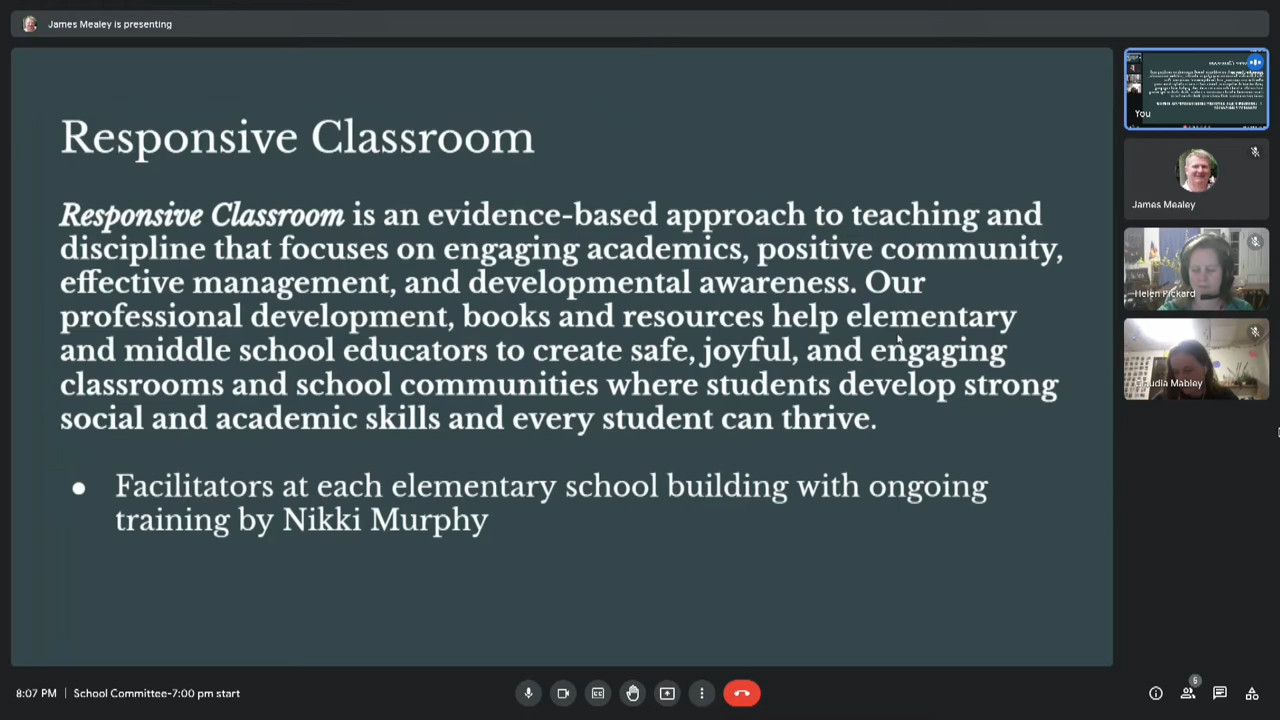 James Mealey is presenting
Responsive Classroom
Responsive Classroom is an evidence-based approach to teaching and
discipline that focuses on engaging academics, positive community,
effective management, and developmental awareness. Our
professional development, books and resources help elementary
and middle school educators to create safe, joyful, and engaging
classrooms and school communities where students develop strong
social and academic skills and every student can thrive.
● Facilitators at each elementary school building with ongoing
training by Nikki Murphy
You
James Mealey
Helen Pickard
Claudia Mabley
8:07 PM | School Committee-7:00 pm start
5